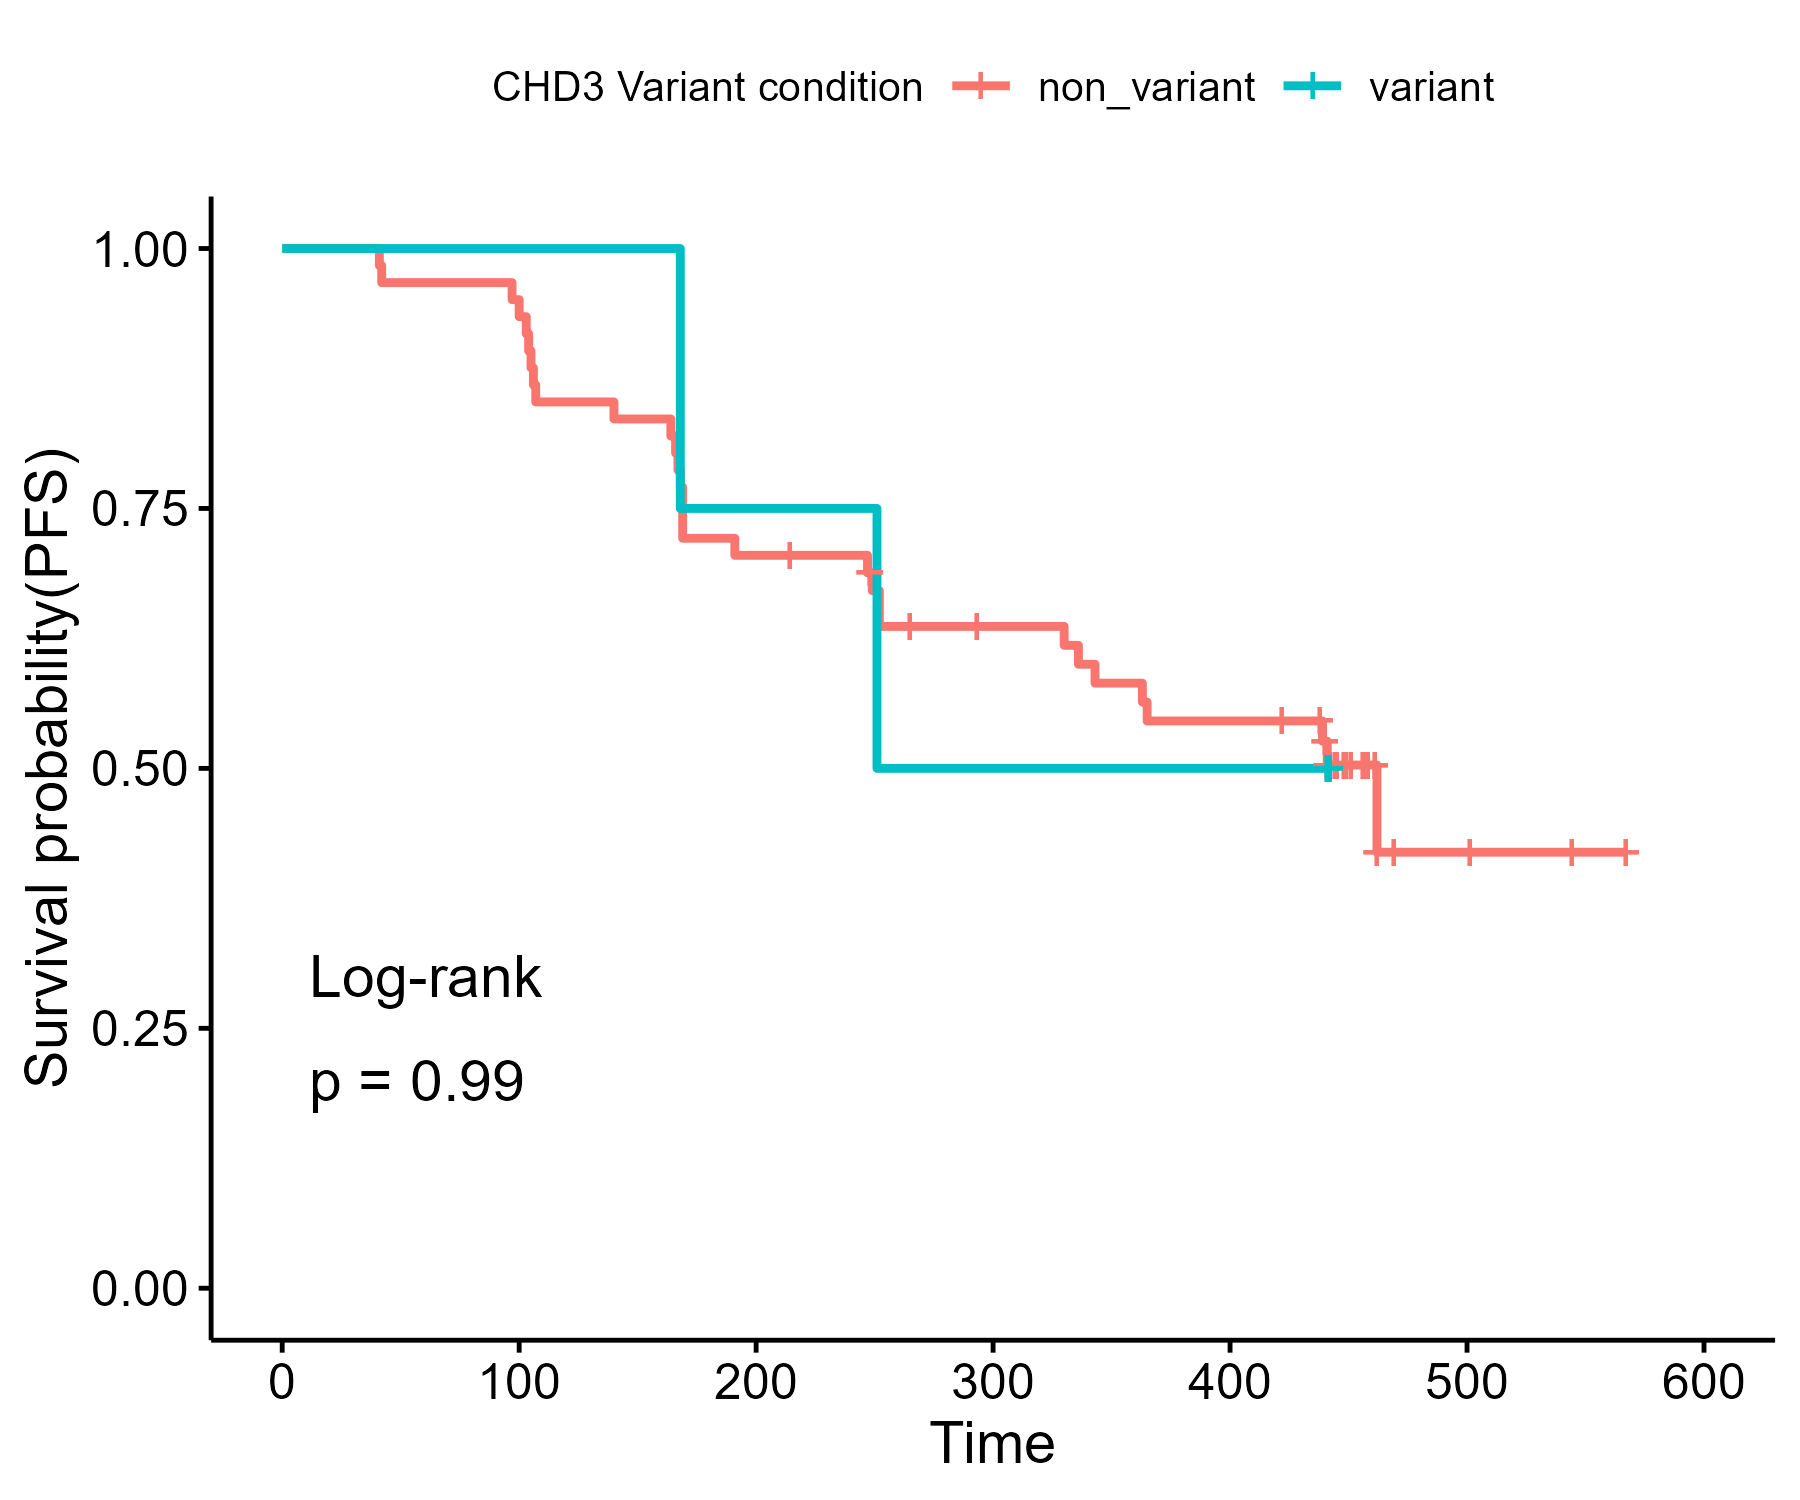 CHD3 Variant condition non_variant variant
1.00
0.75
0.50
0.25
0.00
Survival probability(PFS)
Log-rank
p = 0.99
0 100 200 300 400 500 600
Time